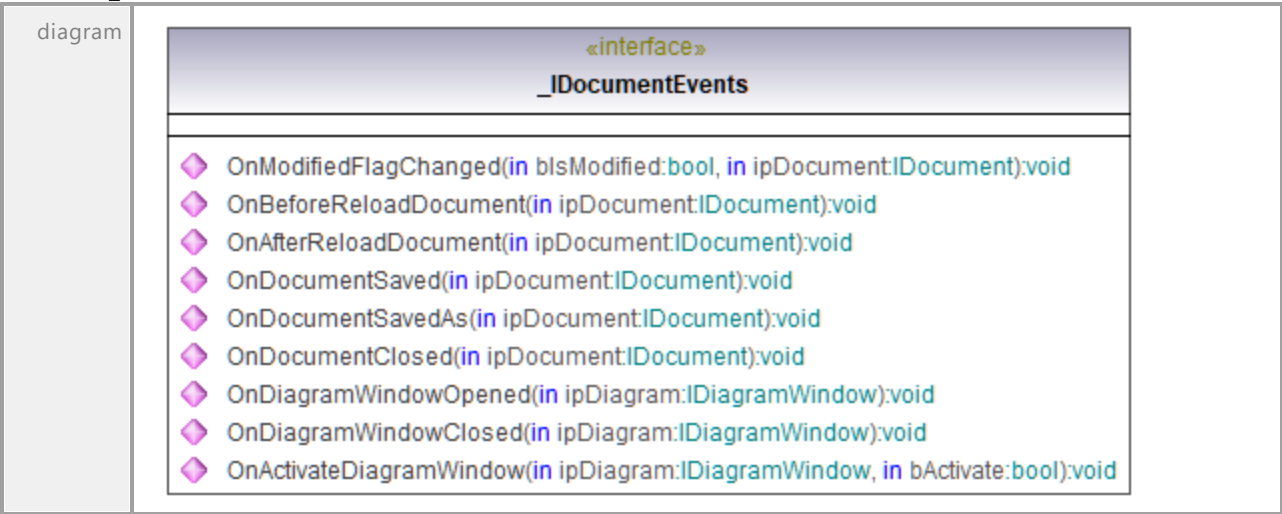 diagram
«interface»
_IDocumentEvents
OnModifiedFlagChanged(in bIsModified:bool, in ipDocument:IDocument):void
OnBeforeReloadDocument(in ipDocument:IDocument):void
OnAfterReloadDocument(in ipDocument:IDocument):void
OnDocumentSaved(in ipDocument:IDocument):void
OnDocumentSavedAs(in ipDocument:IDocument):void
OnDocumentClosed(in ipDocument:IDocument):void
OnDiagramWindowOpened(in ipDiagram:IDiagramWindow):void
OnDiagramWindowClosed(in ipDiagram:IDiagramWindow):void
OnActivateDiagramWindow(in ipDiagram:IDiagramWindow, in bActivate:bool):void